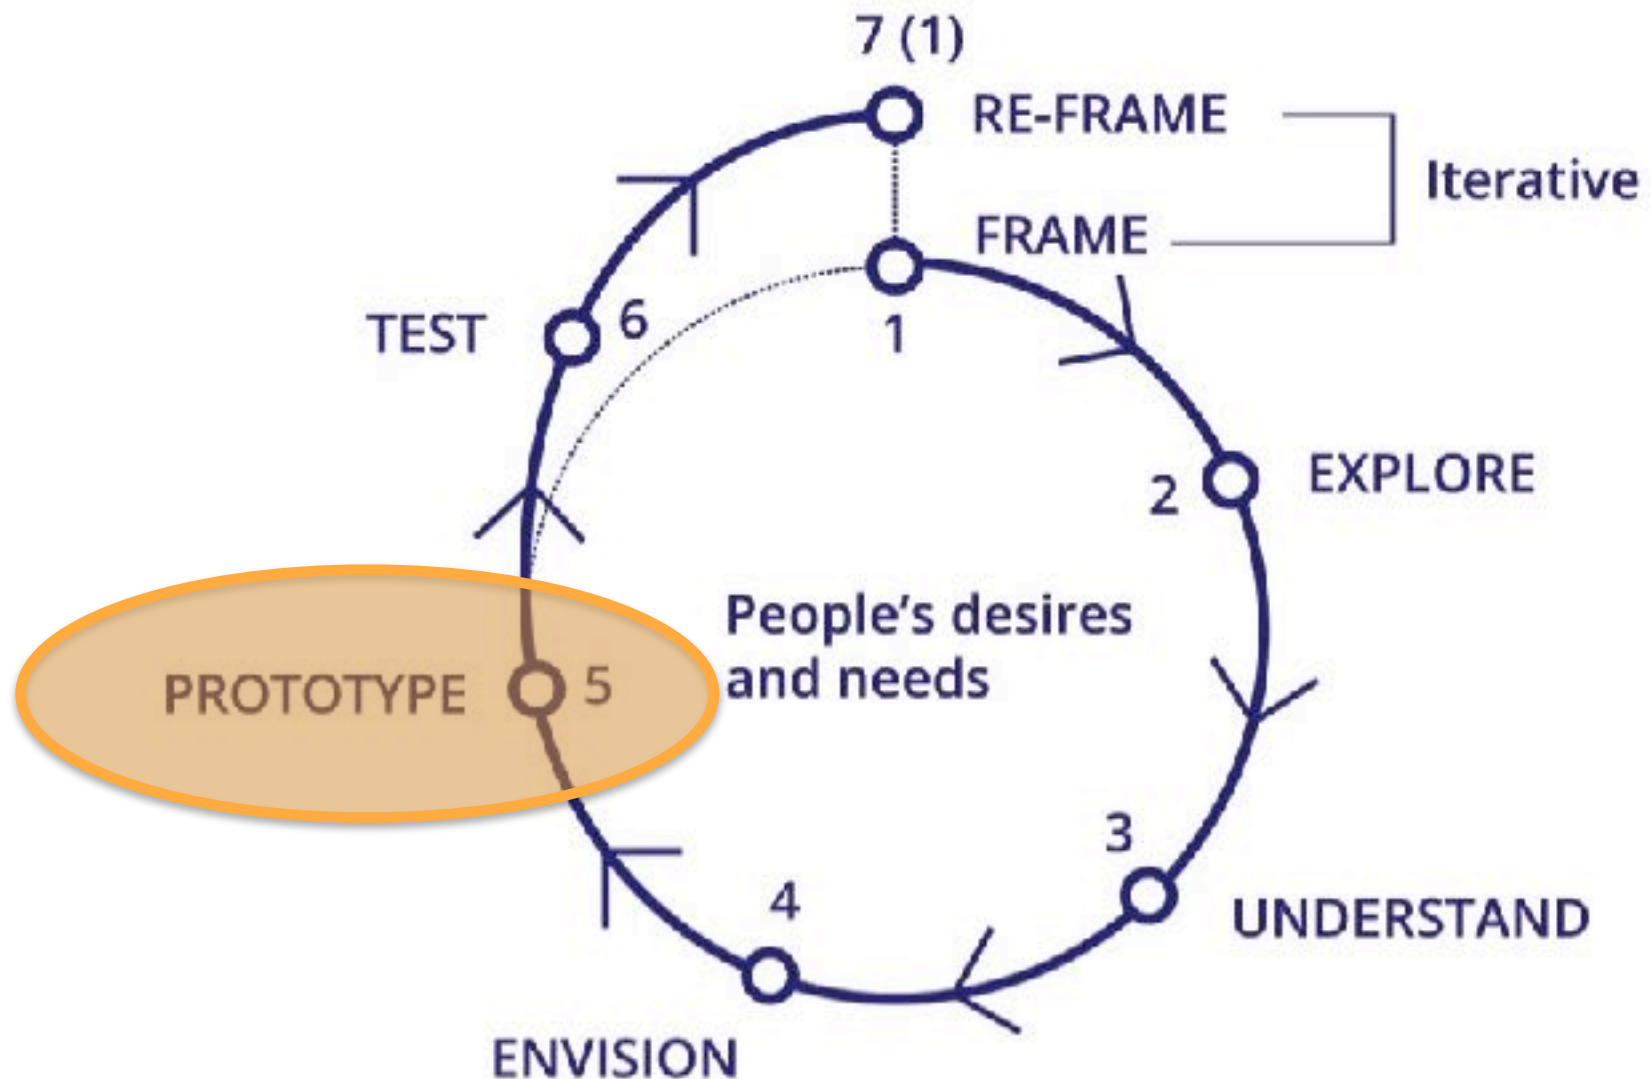 7 (1)
RE-FRAME
Iterative
FRAME
1
TEST
6
2
EXPLORE
People’s desires
and needs
PROTOTYPE
5
3
UNDERSTAND
4
ENVISION